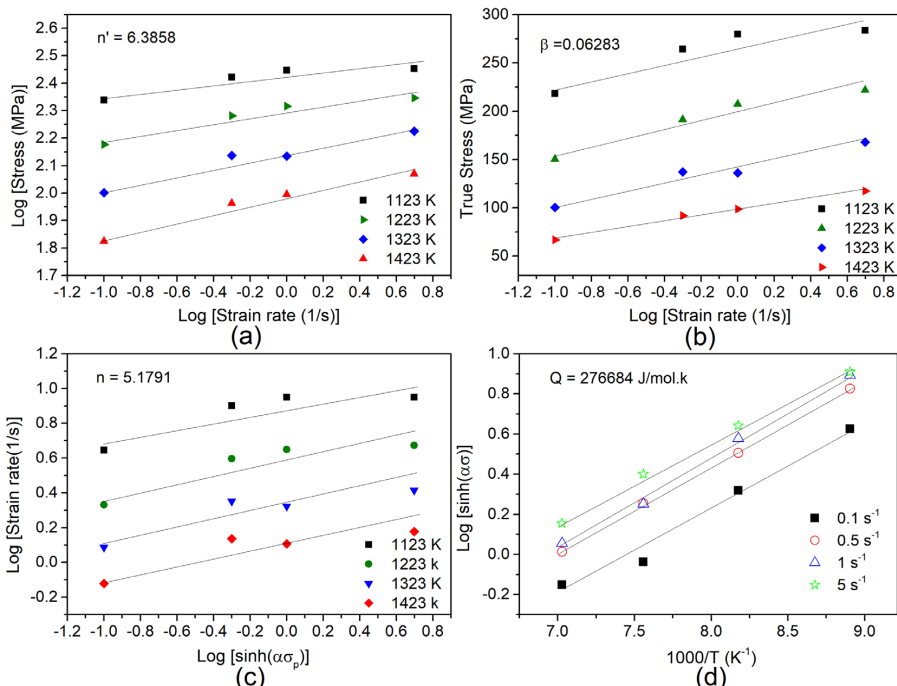 n' = 6.3858
Log [Stress (MPa)]
2.6
2.5
2.4
2.3
2.2
2.1
2.0
1.9
1.8
1.7
1123 K
1223 K
1323 K
1423 K
-1.2 -1.0 -0.8 -0.6 -0.4 -0.2 0.0 0.2 0.4 0.6 0.8
Log [Strain rate (1/s)]
(a)
β =0.06283
True Stress (MPa)
300
250
200
150
100
50
1123 K
1223 K
1323 K
1423 K
-1.2 -1.0 -0.8 -0.6 -0.4 -0.2 0.0 0.2 0.4 0.6 0.8
Log [Strain rate (1/s)]
(b)
n = 5.1791
Log [Strain rate(1/s)]
1.2
1.0
0.8
0.6
0.4
0.2
0.0
-0.2
1123 K
1223 k
1323 K
1423 k
-1.2 -1.0 -0.8 -0.6 -0.4 -0.2 0.0 0.2 0.4 0.6 0.8
Log [sinh(ασp)]
(c)
Q = 276684 J/mol.k
Log [sinh(ασ)]
1.0
0.8
0.6
0.4
0.2
0.0
-0.2
0.1 s-1
0.5 s-1
1 s-1
5 s-1
7.0 7.5 8.0 8.5 9.0
1000/T (K-1)
(d)